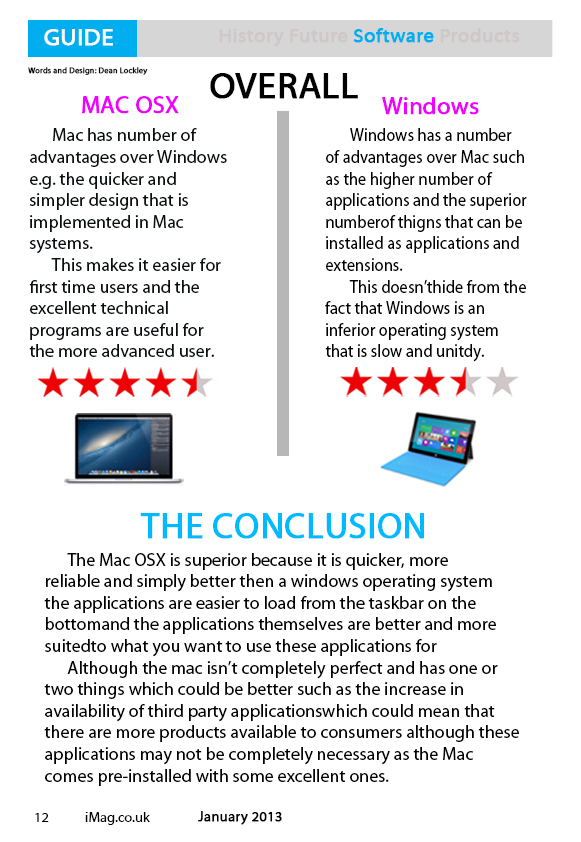 GUIDE
History Future Software Products
Words and Design: Dean Lockley
OVERALL
MAC OSX
Mac has number of
advantages over Windows
e.g. the quicker and
simpler design that is
implemented in Mac
systems.
This makes it easier for
first time users and the
excellent technical
programs are useful for
the more advanced user.
Windows
Windows has a number
of advantages over Mac such
as the higher number of
applications and the superior
numberof thigns that can be
installed as applications and
extensions.
This doesn’thide from the
fact that Windows is an
inferior operating system
that is slow and unitdy.
THE CONCLUSION
The Mac OSX is superior because it is quicker, more
reliable and simply better then a windows operating system
the applications are easier to load from the taskbar on the
bottomand the applications themselves are better and more
suitedto what you want to use these applications for
Although the mac isn’t completely perfect and has one or
two things which could be better such as the increase in
availability of third party applicationswhich could mean that
there are more products available to consumers although these
applications may not be completely necessary as the Mac
comes pre-installed with some excellent ones.
12 iMag.co.uk January 2013